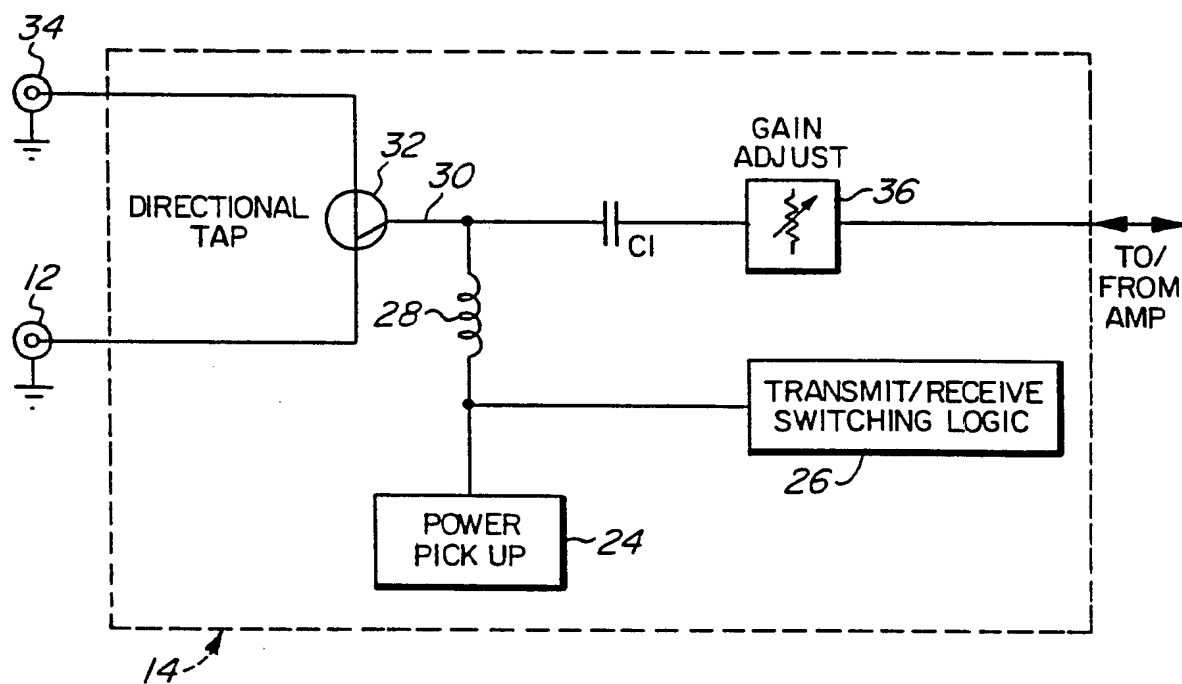 34
GAIN
ADJUST
32
30
36
DIRECTIONAL
TAP
C1
TO/
FROM
AMP
12
28
TRANSMIT/RECEIVE
SWITCHING LOGIC
26
POWER
PICK UP
24
14